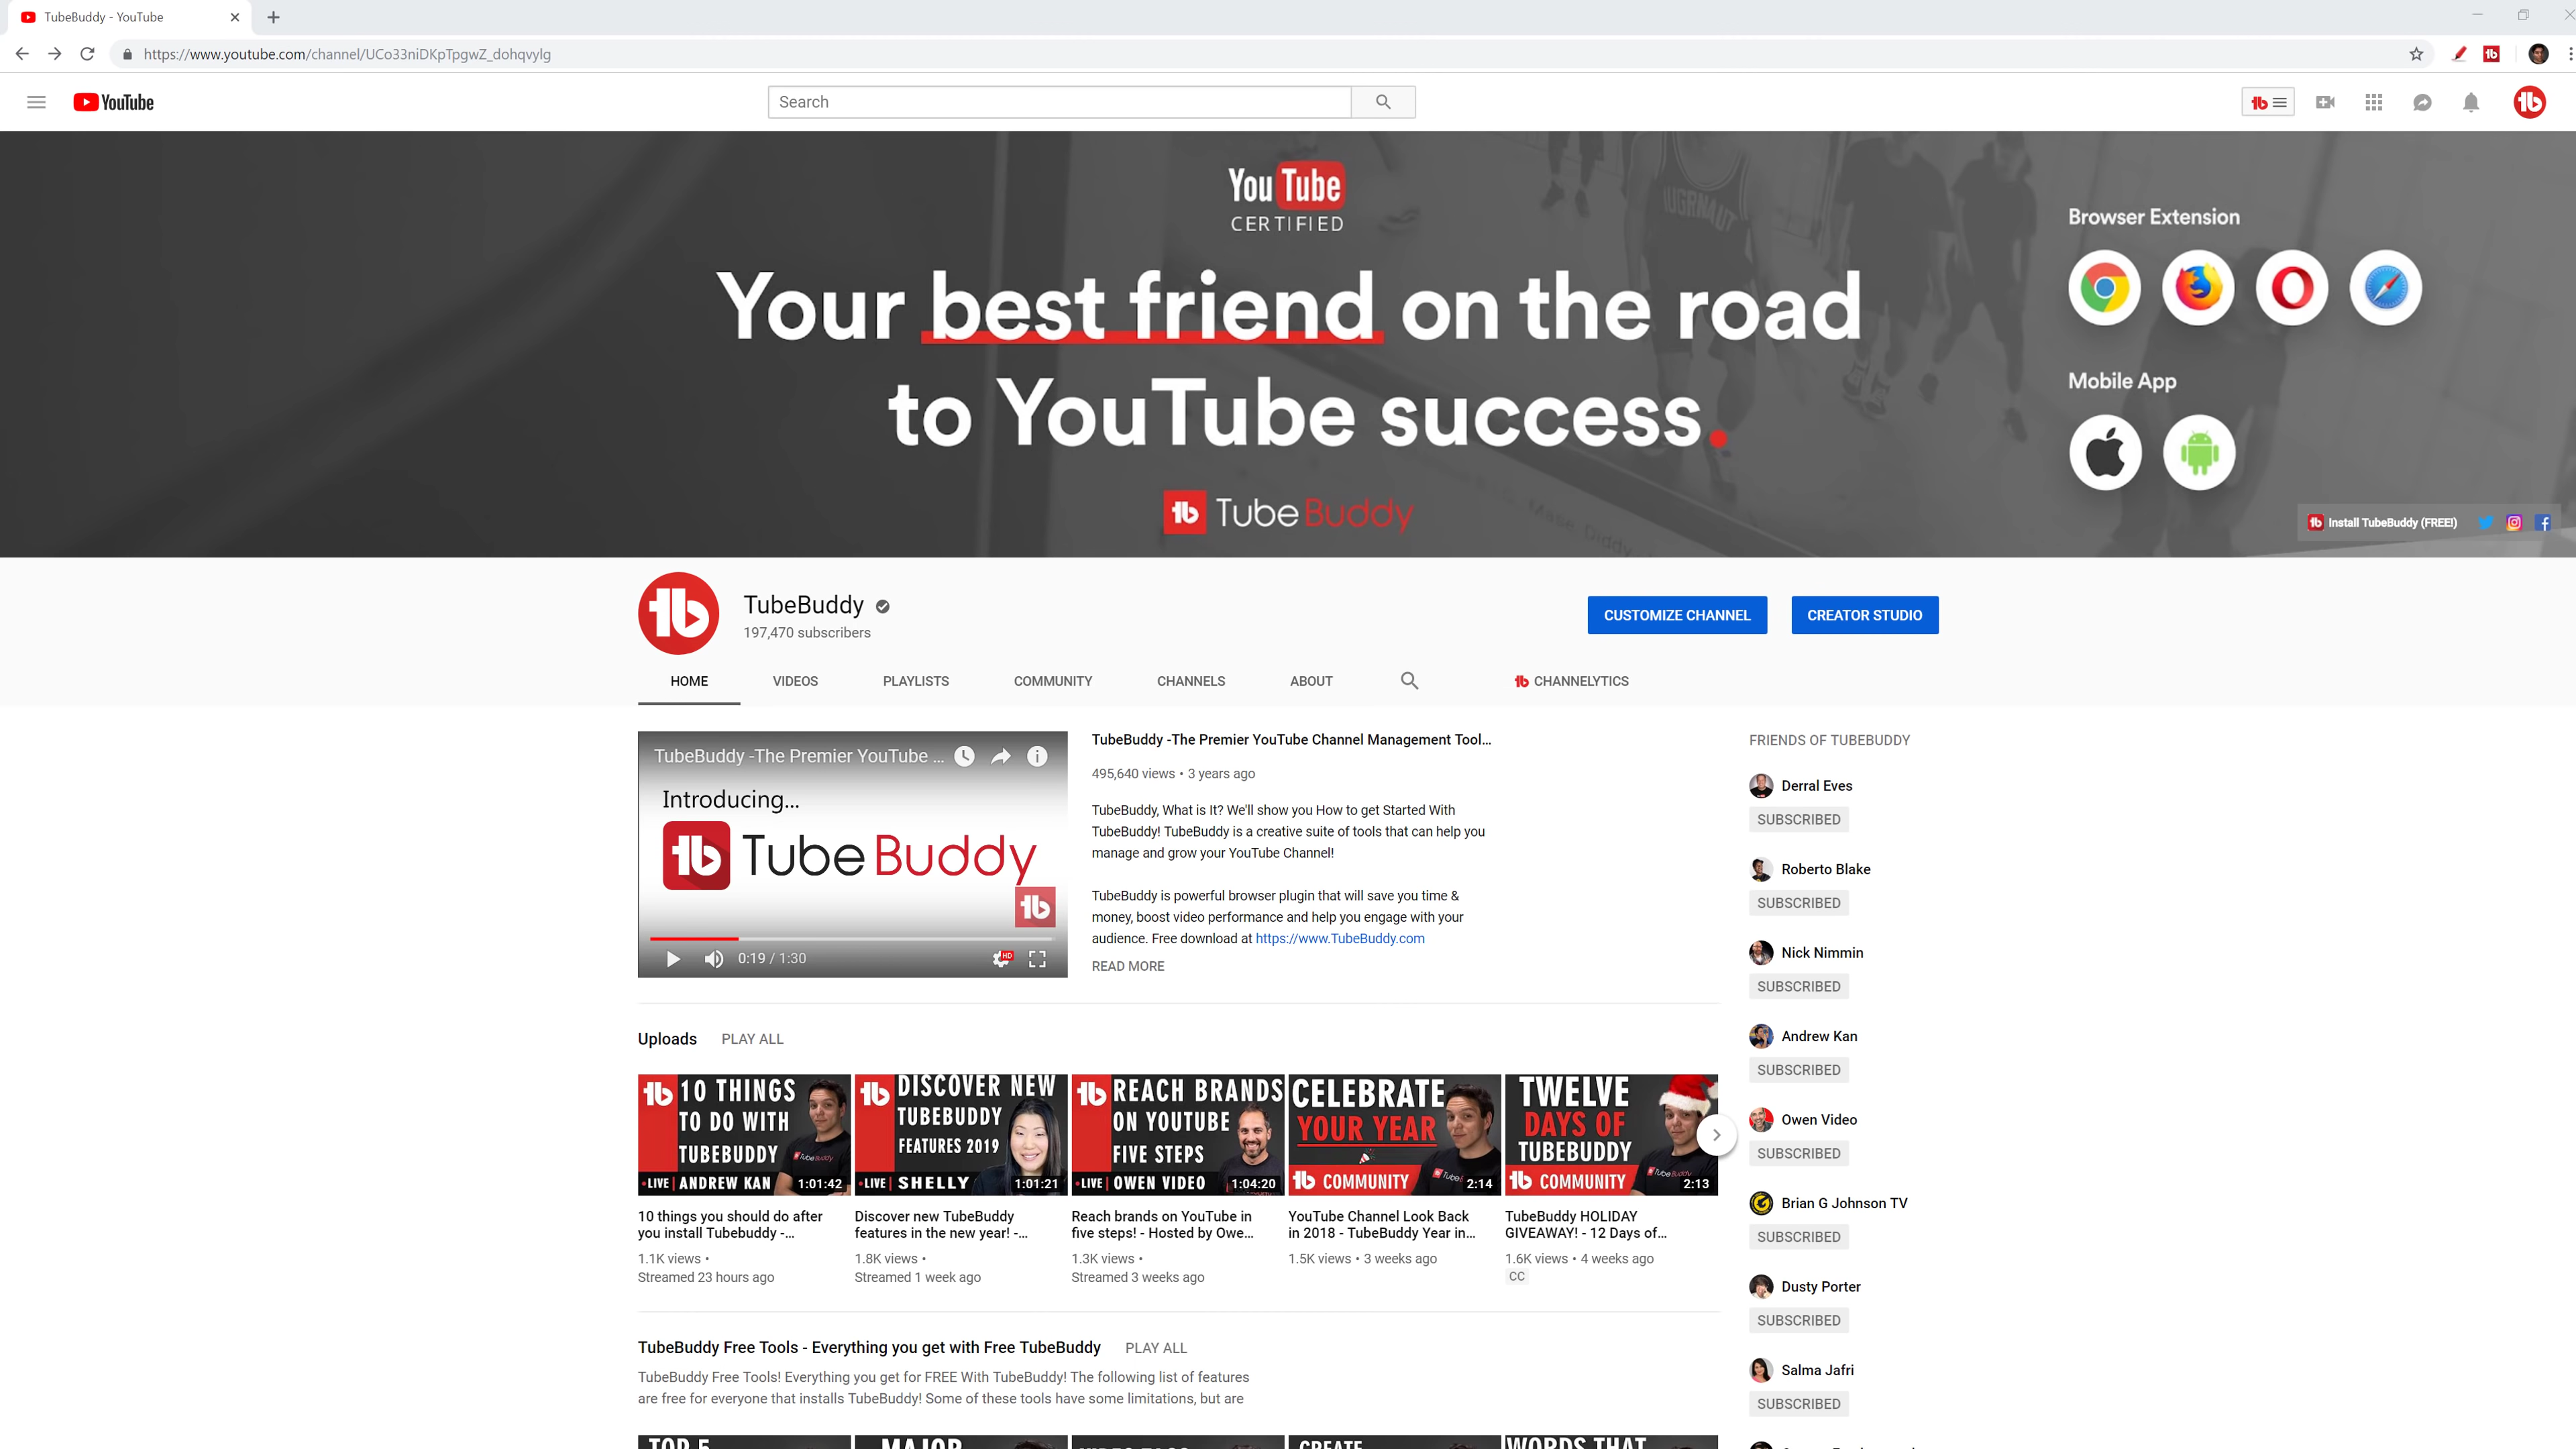 TubeBuddy - YouTube
https://www.youtube.com/channel/UCo33niDKpTpgwZ_dohqvylg
YouTube
Search
You Tube
CERTIFIED
Your best friend on the road
to YouTube success.
TubeBuddy
Browser Extension
Mobile App
Install TubeBuddy (FREE!)
TubeBuddy
197,470 subscribers
CUSTOMIZE CHANNEL
CREATOR STUDIO
HOME
VIDEOS
PLAYLISTS
COMMUNITY
CHANNELS
ABOUT
CHANNELYTICS
TubeBuddy -The Premier YouTube ...
Introducing...
TubeBuddy
0:19 / 1:30
HD
TubeBuddy -The Premier YouTube Channel Management Tool...
495,640 views • 3 years ago
TubeBuddy, What is It? We'll show you How to get Started With
TubeBuddy! TubeBuddy is a creative suite of tools that can help you
manage and grow your YouTube Channel!
TubeBuddy is powerful browser plugin that will save you time &
money, boost video performance and help you engage with your
audience. Free download at https://www.TubeBuddy.com
READ MORE
Uploads
PLAY ALL
10 THINGS
TO DO WITH
TUBEBUDDY
•LIVE | ANDREW KAN
1:01:42
10 things you should do after
you install Tubebuddy -...
1.1K views •
Streamed 23 hours ago
DISCOVER NEW
TUBEBUDDY
FEATURES 2019
•LIVE | SHELLY
1:01:21
Discover new TubeBuddy
features in the new year! -...
1.8K views •
Streamed 1 week ago
REACH BRANDS
ON YOUTUBE
FIVE STEPS
•LIVE | OWEN VIDEO
1:04:20
Reach brands on YouTube in
five steps! - Hosted by Owe...
1.3K views •
Streamed 3 weeks ago
CELEBRATE
YOUR YEAR
COMMUNITY
2:14
YouTube Channel Look Back
in 2018 - TubeBuddy Year in...
1.5K views • 3 weeks ago
TWELVE
DAYS OF
TUBEBUDDY
COMMUNITY
2:13
TubeBuddy HOLIDAY
GIVEAWAY! - 12 Days of...
1.6K views • 4 weeks ago
CC
TubeBuddy Free Tools - Everything you get with Free TubeBuddy
PLAY ALL
TubeBuddy Free Tools! Everything you get for FREE With TubeBuddy! The following list of features
are free for everyone that installs TubeBuddy! Some of these tools have some limitations, but are
TOP 5
MAJOR
CREATE
WORDS THAT
FRIENDS OF TUBEBUDDY
Derral Eves
SUBSCRIBED
Roberto Blake
SUBSCRIBED
Nick Nimmin
SUBSCRIBED
Andrew Kan
SUBSCRIBED
Owen Video
SUBSCRIBED
Brian G Johnson TV
SUBSCRIBED
Dusty Porter
SUBSCRIBED
Salma Jafri
SUBSCRIBED